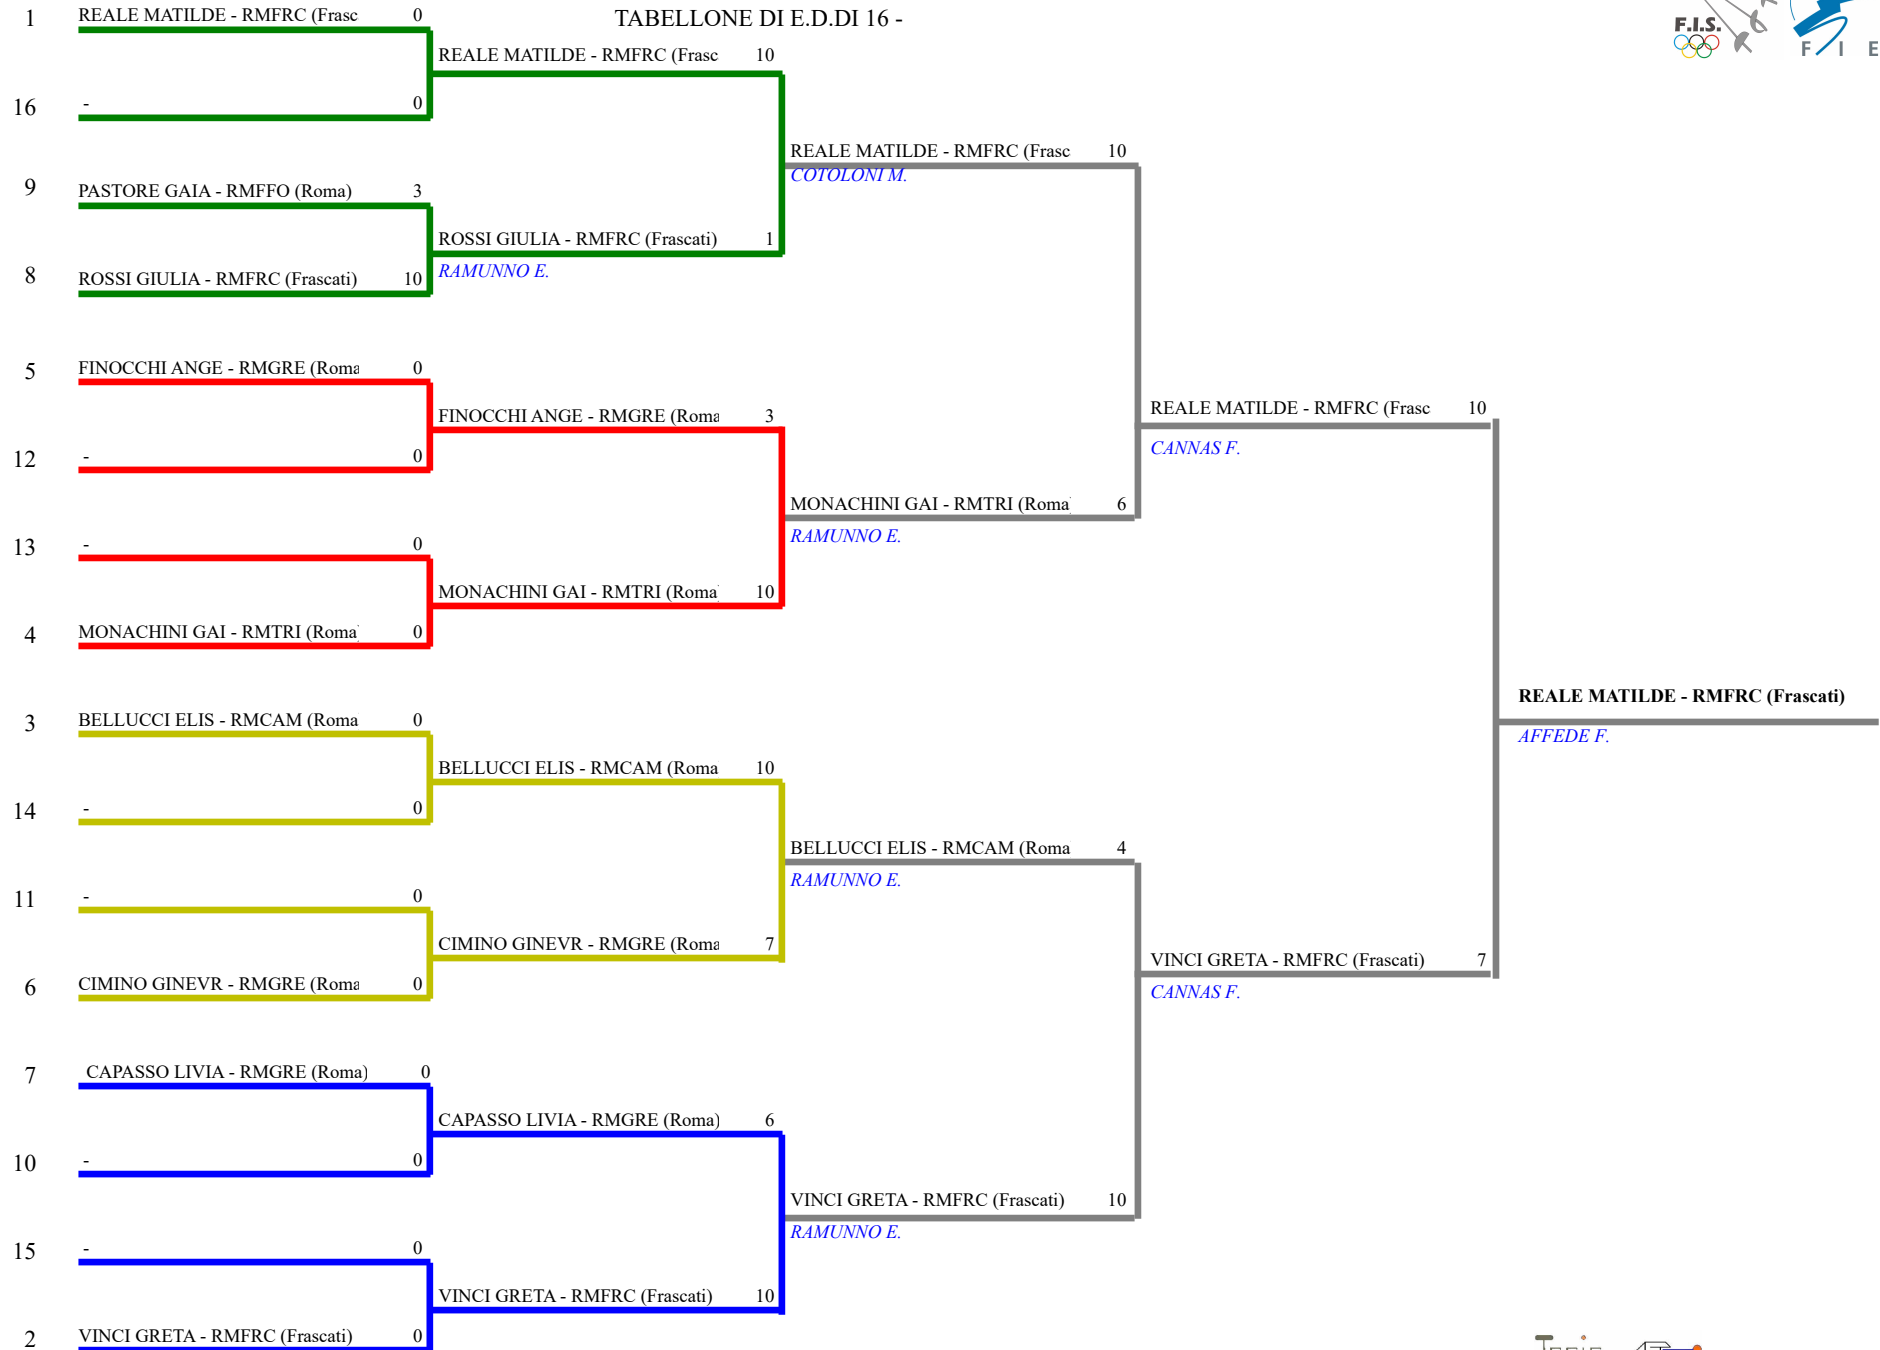 TABELLONE DI E.D.DI 16 -
F.I.S.
F I E
1 REALE MATILDE - RMFRC (Frasc 0
REALE MATILDE - RMFRC (Frasc 10
16 - 0
REALE MATILDE - RMFRC (Frasc 10
COTOLONI M.
9 PASTORE GAIA - RMFFO (Roma) 3
ROSSI GIULIA - RMFRC (Frascati) 1
RAMUNNO E.
8 ROSSI GIULIA - RMFRC (Frascati) 10
5 FINOCCHI ANGE - RMGRE (Roma 0
FINOCCHI ANGE - RMGRE (Roma 3
REALE MATILDE - RMFRC (Frasc 10
CANNAS F.
12 - 0
MONACHINI GAI - RMTRI (Roma 6
RAMUNNO E.
13 - 0
MONACHINI GAI - RMTRI (Roma 10
4 MONACHINI GAI - RMTRI (Roma 0
REALE MATILDE - RMFRC (Frascati)
AFFEDE F.
3 BELLUCCI ELIS - RMCAM (Roma 0
BELLUCCI ELIS - RMCAM (Roma 10
14 - 0
BELLUCCI ELIS - RMCAM (Roma 4
RAMUNNO E.
11 - 0
CIMINO GINEVR - RMGRE (Roma 7
VINCI GRETA - RMFRC (Frascati) 7
CANNAS F.
6 CIMINO GINEVR - RMGRE (Roma 0
7 CAPASSO LIVIA - RMGRE (Roma) 0
CAPASSO LIVIA - RMGRE (Roma) 6
10 - 0
VINCI GRETA - RMFRC (Frascati) 10
RAMUNNO E.
15 - 0
VINCI GRETA - RMFRC (Frascati) 10
2 VINCI GRETA - RMFRC (Frascati) 0